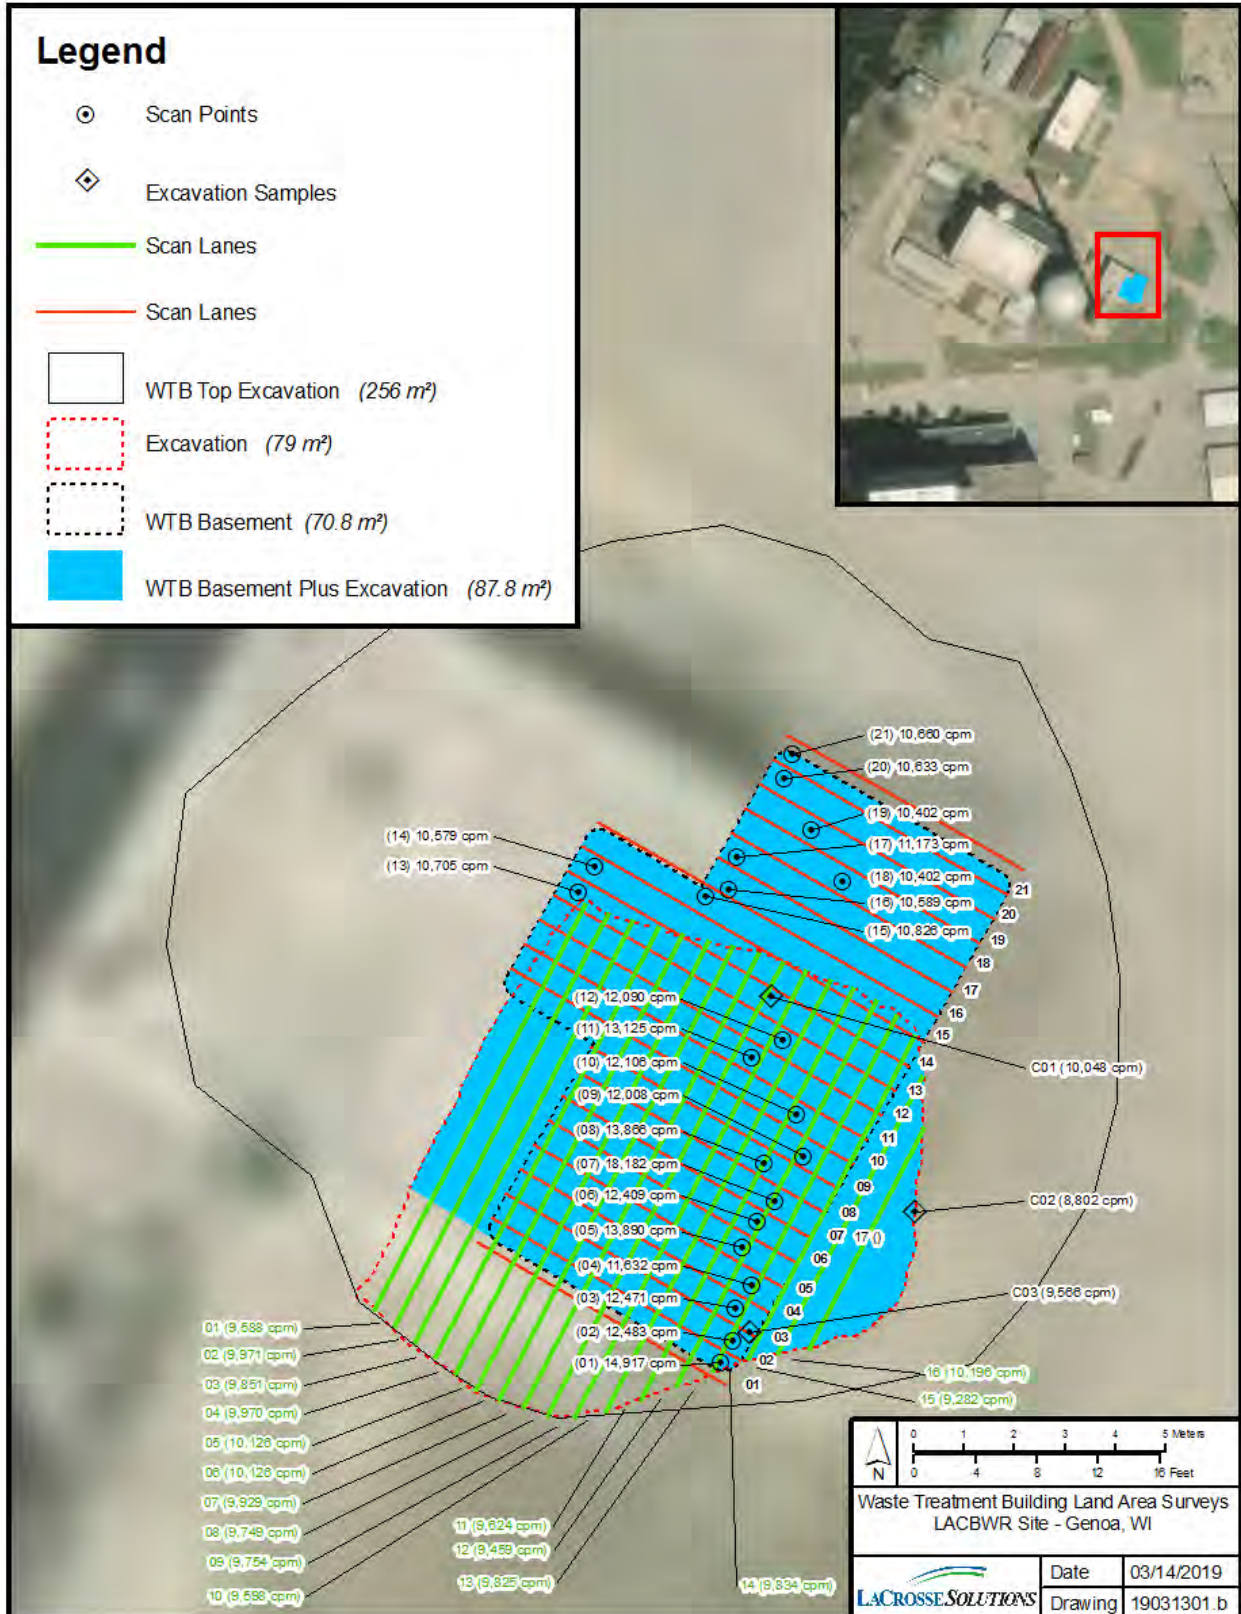 Legend
Scan Points
Excavation Samples
Scan Lanes
Scan Lanes
WTB Top Excavation (256 m²)
Excavation (79 m²)
WTB Basement (70.8 m²)
WTB Basement Plus Excavation (87.8 m²)
(21) 10,660 cpm
(20) 10,633 cpm
(19) 10,402 cpm
(17) 11,173 cpm
(18) 10,402 cpm
(16) 10,589 cpm
(15) 10,826 cpm
(14) 10,579 cpm
(13) 10,705 cpm
(12) 12,090 cpm
(11) 13,125 cpm
(10) 12,106 cpm
(09) 12,008 cpm
(08) 13,866 cpm
(07) 18,182 cpm
(06) 12,409 cpm
(05) 13,890 cpm
(04) 11,632 cpm
(03) 12,471 cpm
(02) 12,483 cpm
(01) 14,917 cpm
21
20
19
18
17
16
15
14
13
12
11
10
09
08
07
17 ()
06
05
04
03
02
01
C01 (10,048 cpm)
C02 (8,802 cpm)
C03 (9,566 cpm)
01 (9,588 cpm)
02 (9,971 cpm)
03 (9,851 cpm)
04 (9,970 cpm)
05 (10,126 cpm)
06 (10,126 cpm)
07 (9,929 cpm)
08 (9,749 cpm)
09 (9,754 cpm)
10 (9,598 cpm)
11 (9,624 cpm)
12 (9,459 cpm)
13 (9,825 cpm)
14 (9,834 cpm)
16 (10,196 cpm)
15 (9,282 cpm)
N
0 1 2 3 4 5 Meters
0 4 8 12 16 Feet
Waste Treatment Building Land Area Surveys
LACBWR Site - Genoa, WI
LACROSSE SOLUTIONS
Date 03/14/2019
Drawing 19031301.b